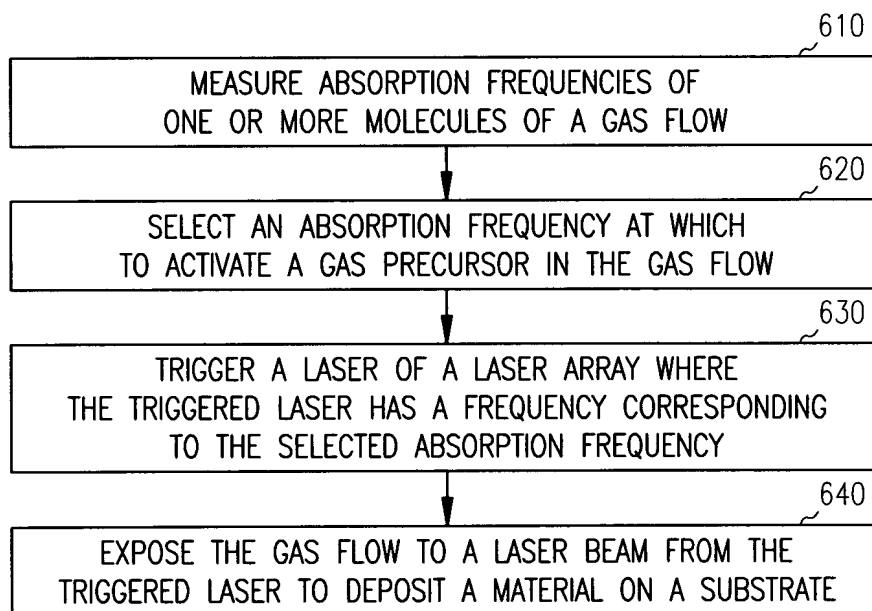 610
MEASURE ABSORPTION FREQUENCIES OF
ONE OR MORE MOLECULES OF A GAS FLOW
620
SELECT AN ABSORPTION FREQUENCY AT WHICH
TO ACTIVATE A GAS PRECURSOR IN THE GAS FLOW
630
TRIGGER A LASER OF A LASER ARRAY WHERE
THE TRIGGERED LASER HAS A FREQUENCY CORRESPONDING
TO THE SELECTED ABSORPTION FREQUENCY
640
EXPOSE THE GAS FLOW TO A LASER BEAM FROM THE
TRIGGERED LASER TO DEPOSIT A MATERIAL ON A SUBSTRATE